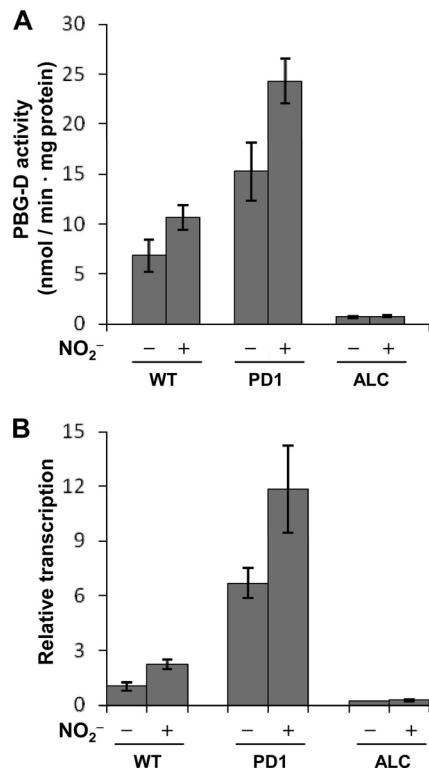 A
PBG-D activity
(nmol / min · mg protein)
30
25
20
15
10
5
0
NO₂⁻ − + − + − +
WT PD1 ALC
B
Relative transcription
15
12
9
6
3
0
NO₂⁻ − + − + − +
WT PD1 ALC